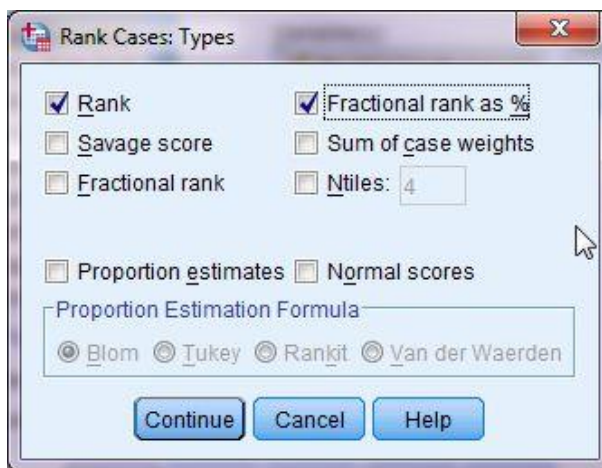 Rank Cases: Types
Rank Fractional rank as %
Savage score Sum of case weights
Fractional rank Ntiles: 4
Proportion estimates Normal scores
Proportion Estimation Formula
Blom Tukey Rankit Van der Waerden
Continue Cancel Help